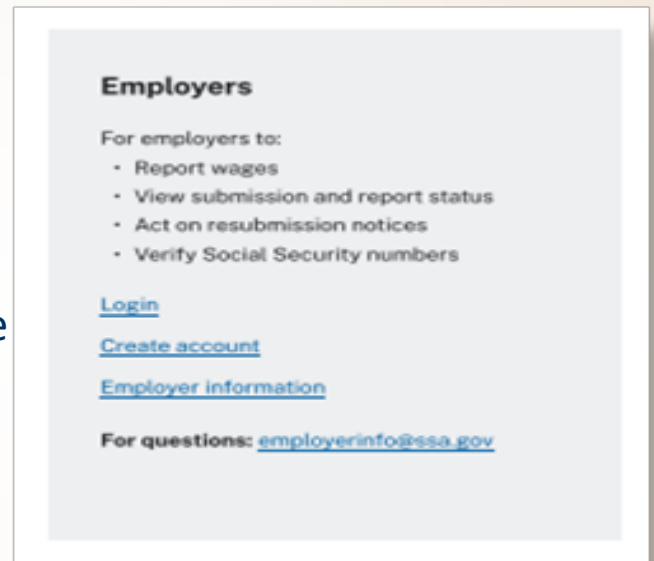 Employers
For employers to:
• Report wages
• View submission and report status
• Act on resubmission notices
• Verify Social Security numbers
e
Login
Create account
Employer information
For questions: employerinfo@ssa.gov